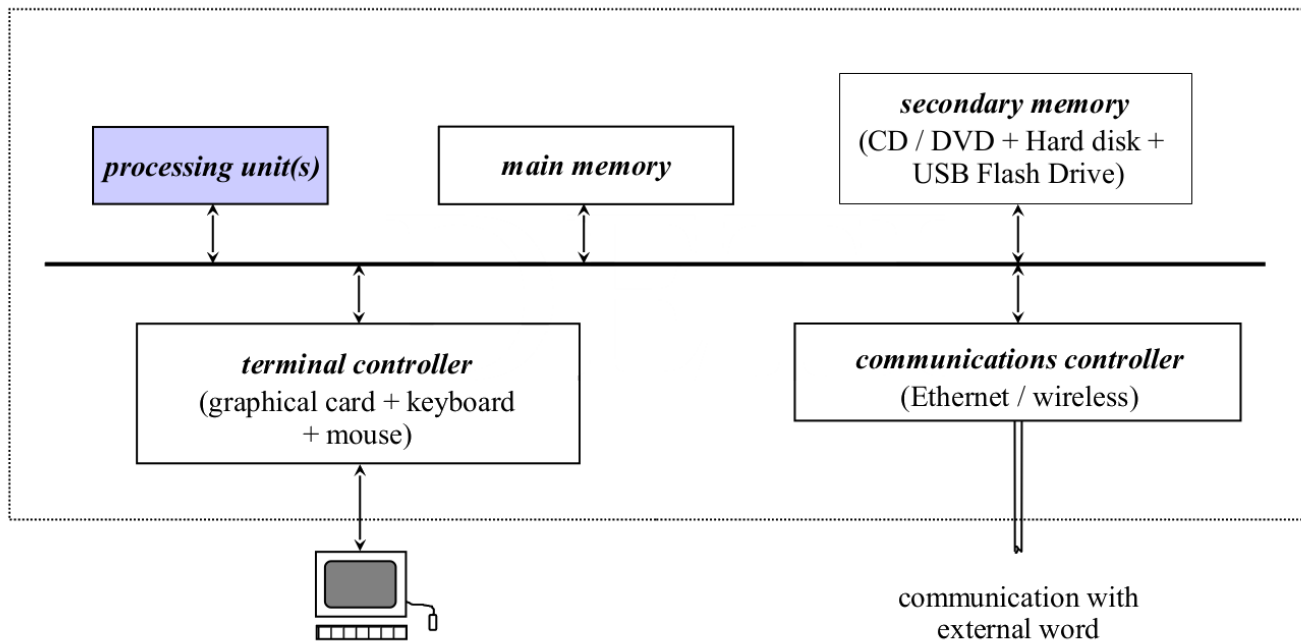 processing unit(s)
main memory
secondary memory
(CD / DVD + Hard disk +
USB Flash Drive)
terminal controller
(graphical card + keyboard
+ mouse)
communications controller
(Ethernet / wireless)
communication with
external word